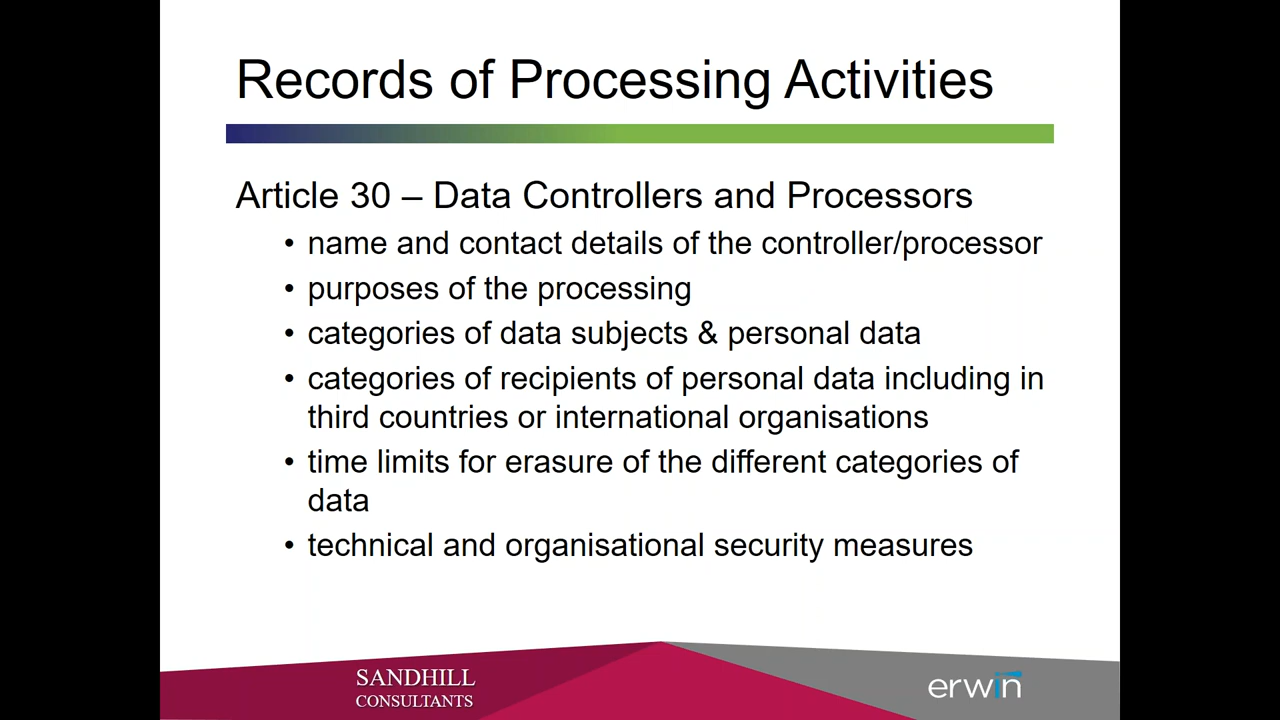 Records of Processing Activities
Article 30 – Data Controllers and Processors
• name and contact details of the controller/processor
• purposes of the processing
• categories of data subjects & personal data
• categories of recipients of personal data including in
third countries or international organisations
• time limits for erasure of the different categories of
data
• technical and organisational security measures
SANDHILL
CONSULTANTS
erwin